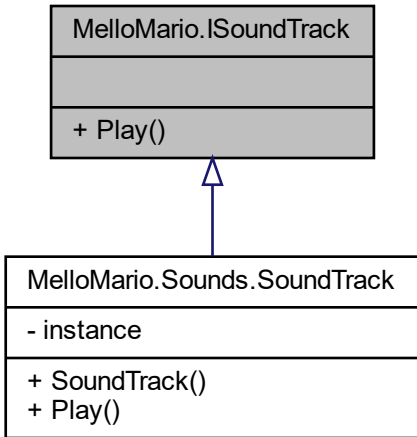 MelloMario.ISoundTrack
+ Play()
MelloMario.Sounds.SoundTrack
- instance
+ SoundTrack()
+ Play()